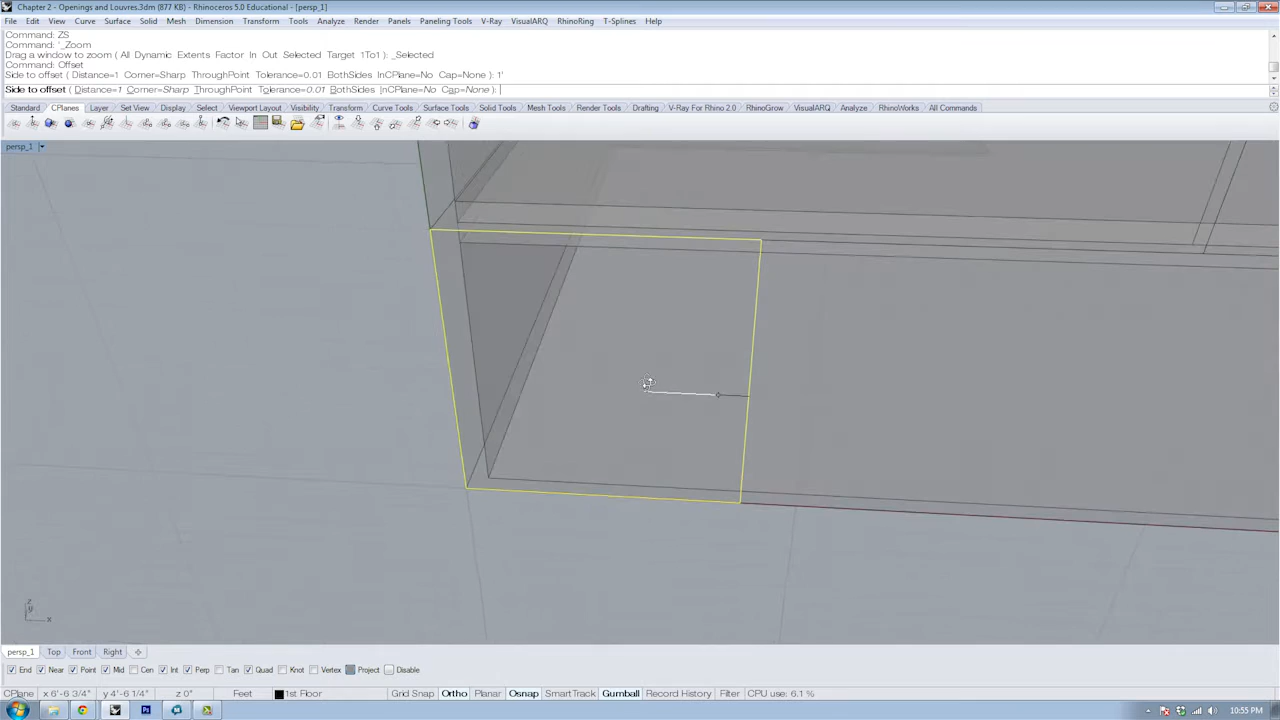 Chapter 2 - Openings and Louvres.3dm (877 KB) - Rhinoceros 5.0 Educational - [persp_1]
File Edit View Curve Surface Solid Mesh Dimension Transform Tools Analyze Render Panels Paneling Tools V-Ray VisualARQ RhinoRing T-Splines Help
Command: ZS
Command: '_Zoom
Drag a window to zoom ( All Dynamic Extents Factor In Out Selected Target 1To1 ): _Selected
Command: Offset
Side to offset ( Distance=1 Corner=Sharp ThroughPoint Tolerance=0.01 BothSides InCPlane=No Cap=None ): 1'
Side to offset ( Distance=1 Corner=Sharp ThroughPoint Tolerance=0.01 BothSides InCPlane=No Cap=None ):
Standard CPlanes Layer Set View Display Select Viewport Layout Visibility Transform Curve Tools Surface Tools Solid Tools Mesh Tools Render Tools Drafting V-Ray For Rhino 2.0 RhinoGrow VisualARQ Analyze RhinoWorks All Commands
persp_1
z
y
x
persp_1 Top Front Right
End Near Point Mid Cen Int Perp Tan Quad Knot Vertex Project Disable
CPlane x 6'-6 3/4" y 4'-6 1/4" z 0" Feet 1st Floor Grid Snap Ortho Planar Osnap SmartTrack Gumball Record History Filter CPU use: 6.1 %
10:55 PM